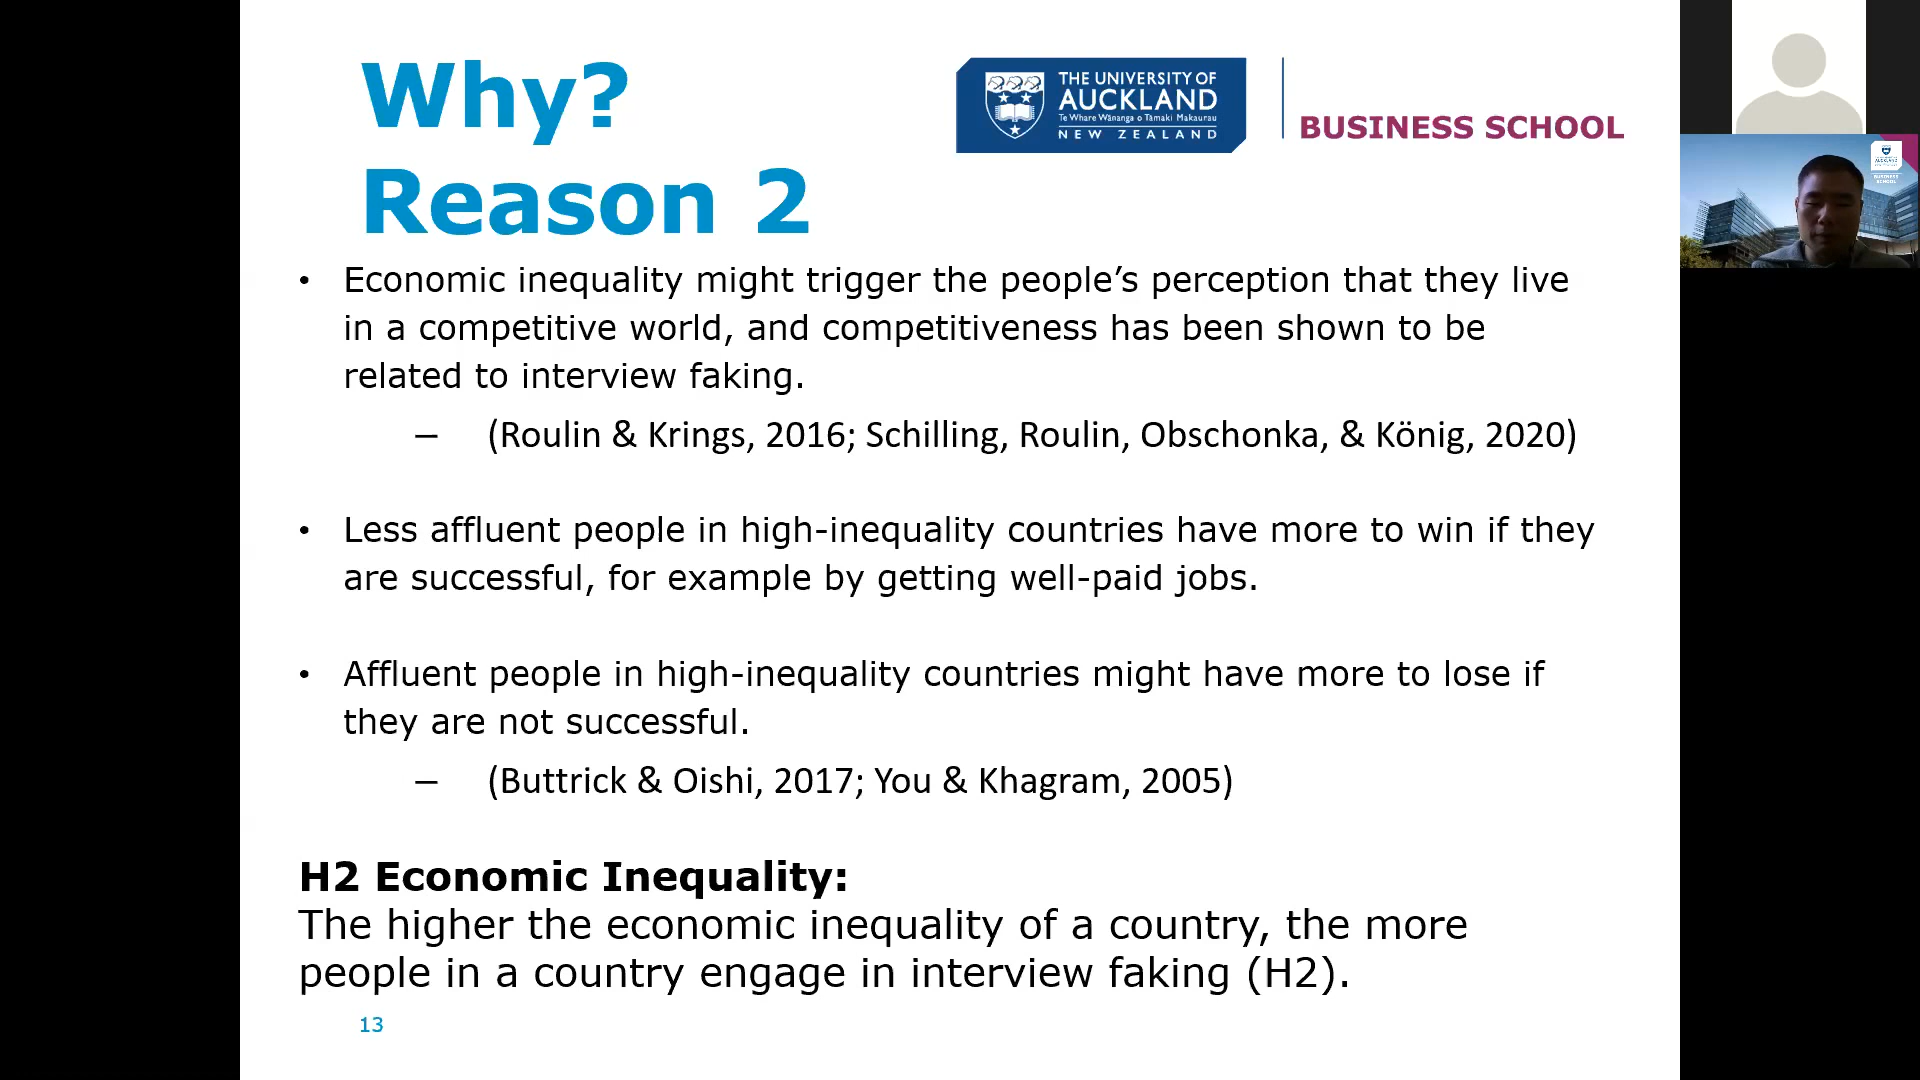 Why?
Reason 2
THE UNIVERSITY OF
AUCKLAND
Te Whare Wānanga o Tāmaki Makaurau
NEW ZEALAND
BUSINESS SCHOOL
AUCKLAND
BUSINESS
SCHOOL
• Economic inequality might trigger the people’s perception that they live
in a competitive world, and competitiveness has been shown to be
related to interview faking.
– (Roulin & Krings, 2016; Schilling, Roulin, Obschonka, & König, 2020)
• Less affluent people in high-inequality countries have more to win if they
are successful, for example by getting well-paid jobs.
• Affluent people in high-inequality countries might have more to lose if
they are not successful.
– (Buttrick & Oishi, 2017; You & Khagram, 2005)
H2 Economic Inequality:
The higher the economic inequality of a country, the more
people in a country engage in interview faking (H2).
13